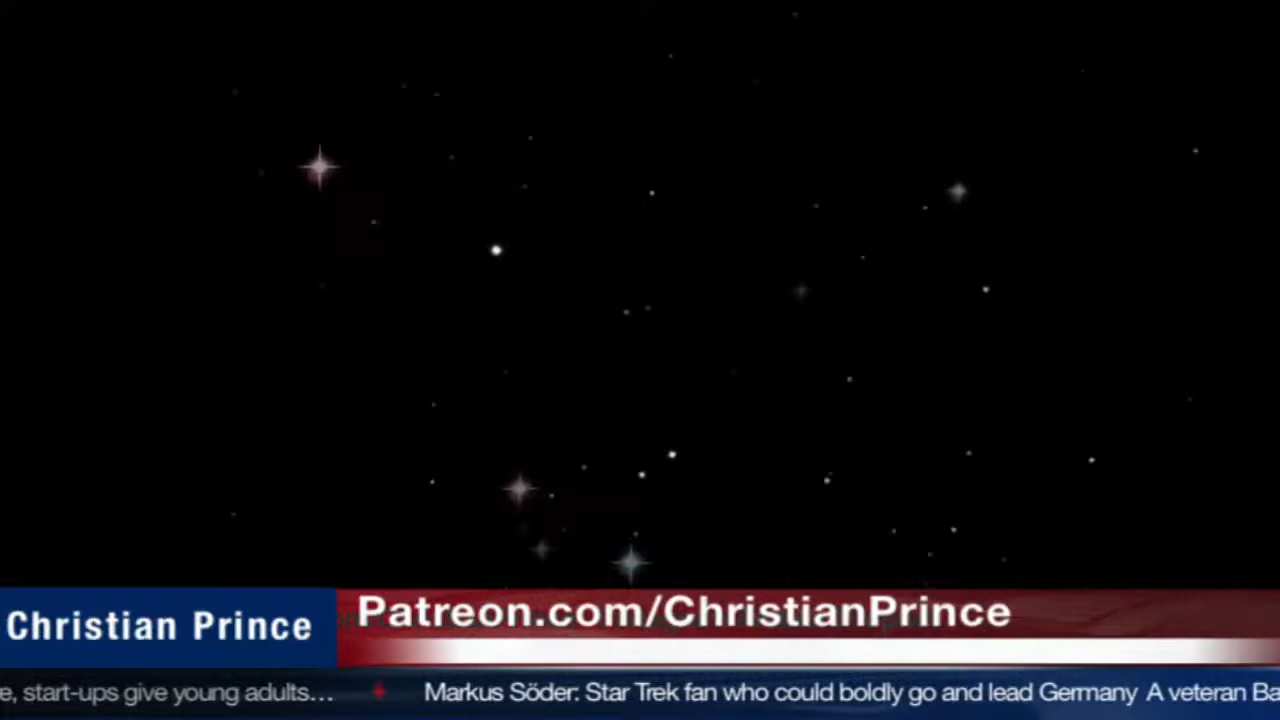 Patreon.com/ChristianPrince
Christian Prince
e, start-ups give young adults... Markus Söder: Star Trek fan who could boldly go and lead Germany A veteran Ba